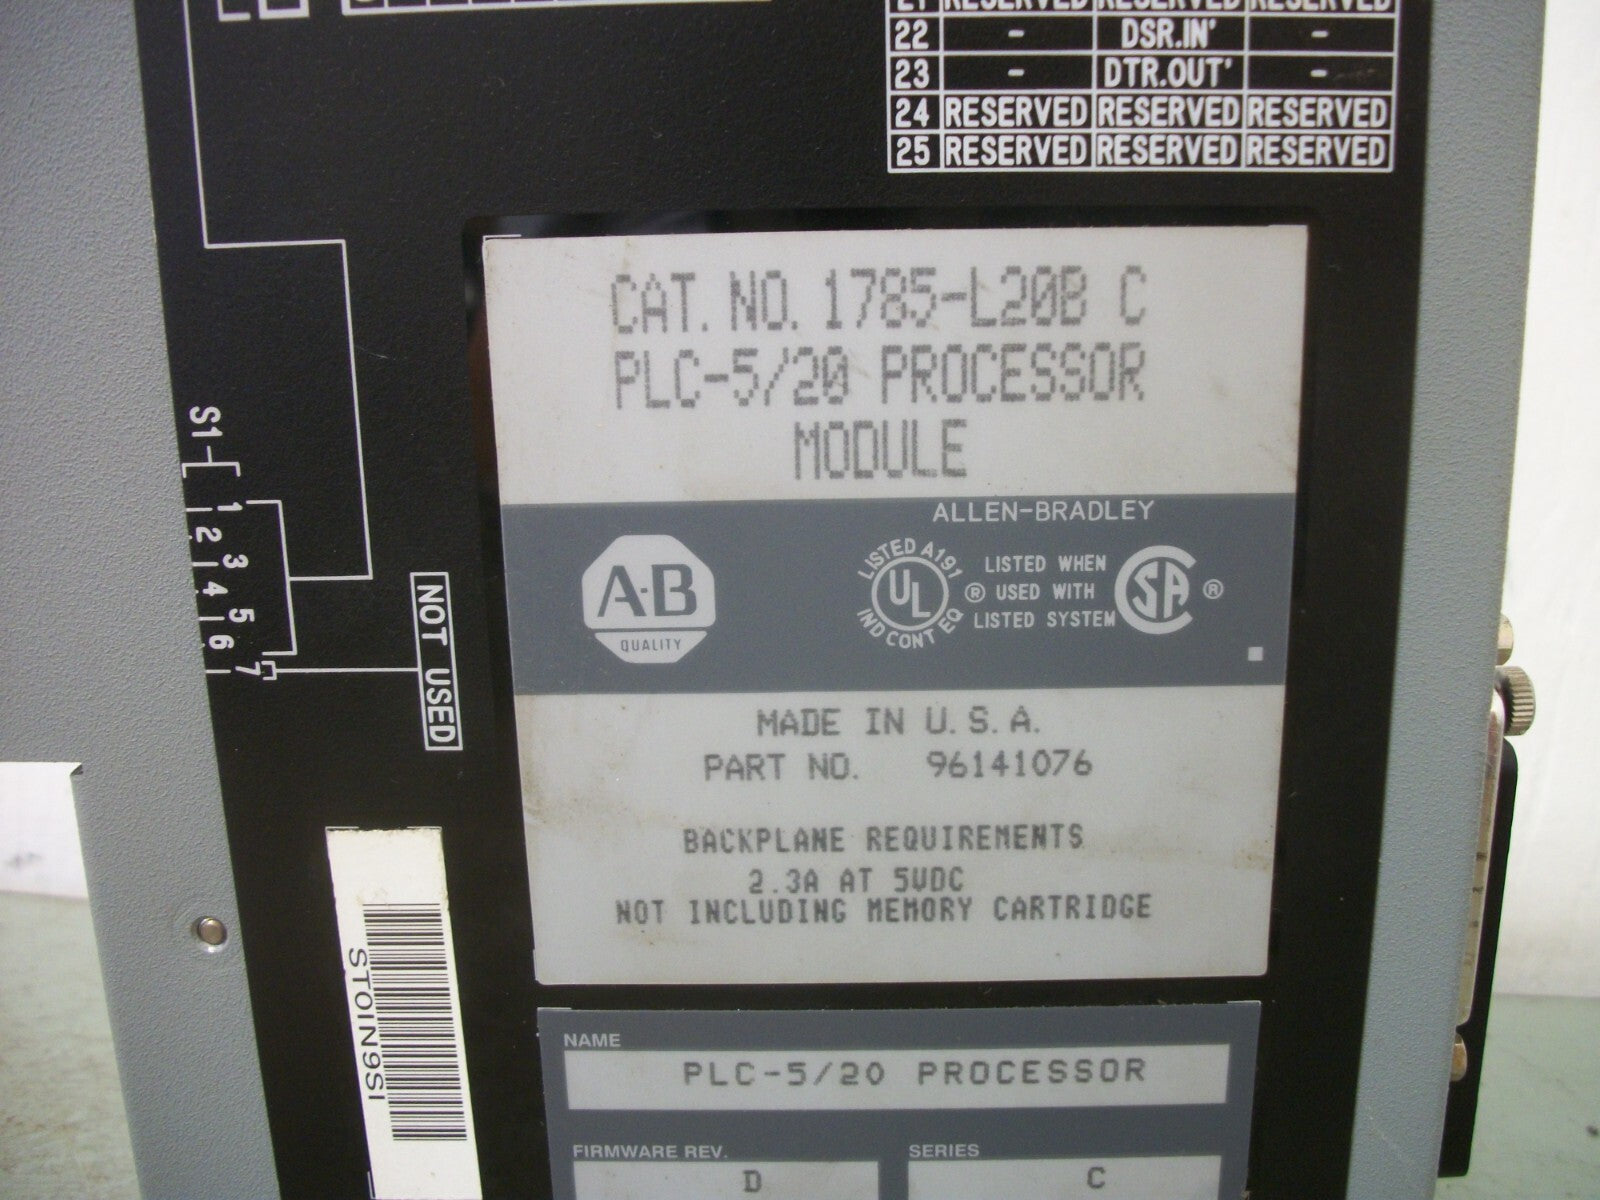 21 RESERVED RESERVED RESERVED
22 - DSR.IN' -
23 - DTR.OUT' -
24 RESERVED RESERVED RESERVED
25 RESERVED RESERVED RESERVED
CAT. NO. 1785-L20B C
PLC-5/20 PROCESSOR
MODULE
S1
1
2
3
4
5
6
7
NOT USED
ALLEN-BRADLEY
A·B
QUALITY
LISTED A191
UL
IND CONT EQ
®
LISTED WHEN
USED WITH
LISTED SYSTEM
SA ®
MADE IN U.S.A.
PART NO. 96141076
BACKPLANE REQUIREMENTS
2.3A AT 5VDC
NOT INCLUDING MEMORY CARTRIDGE
STOIN9SI
NAME
PLC-5/20 PROCESSOR
FIRMWARE REV. SERIES
D C